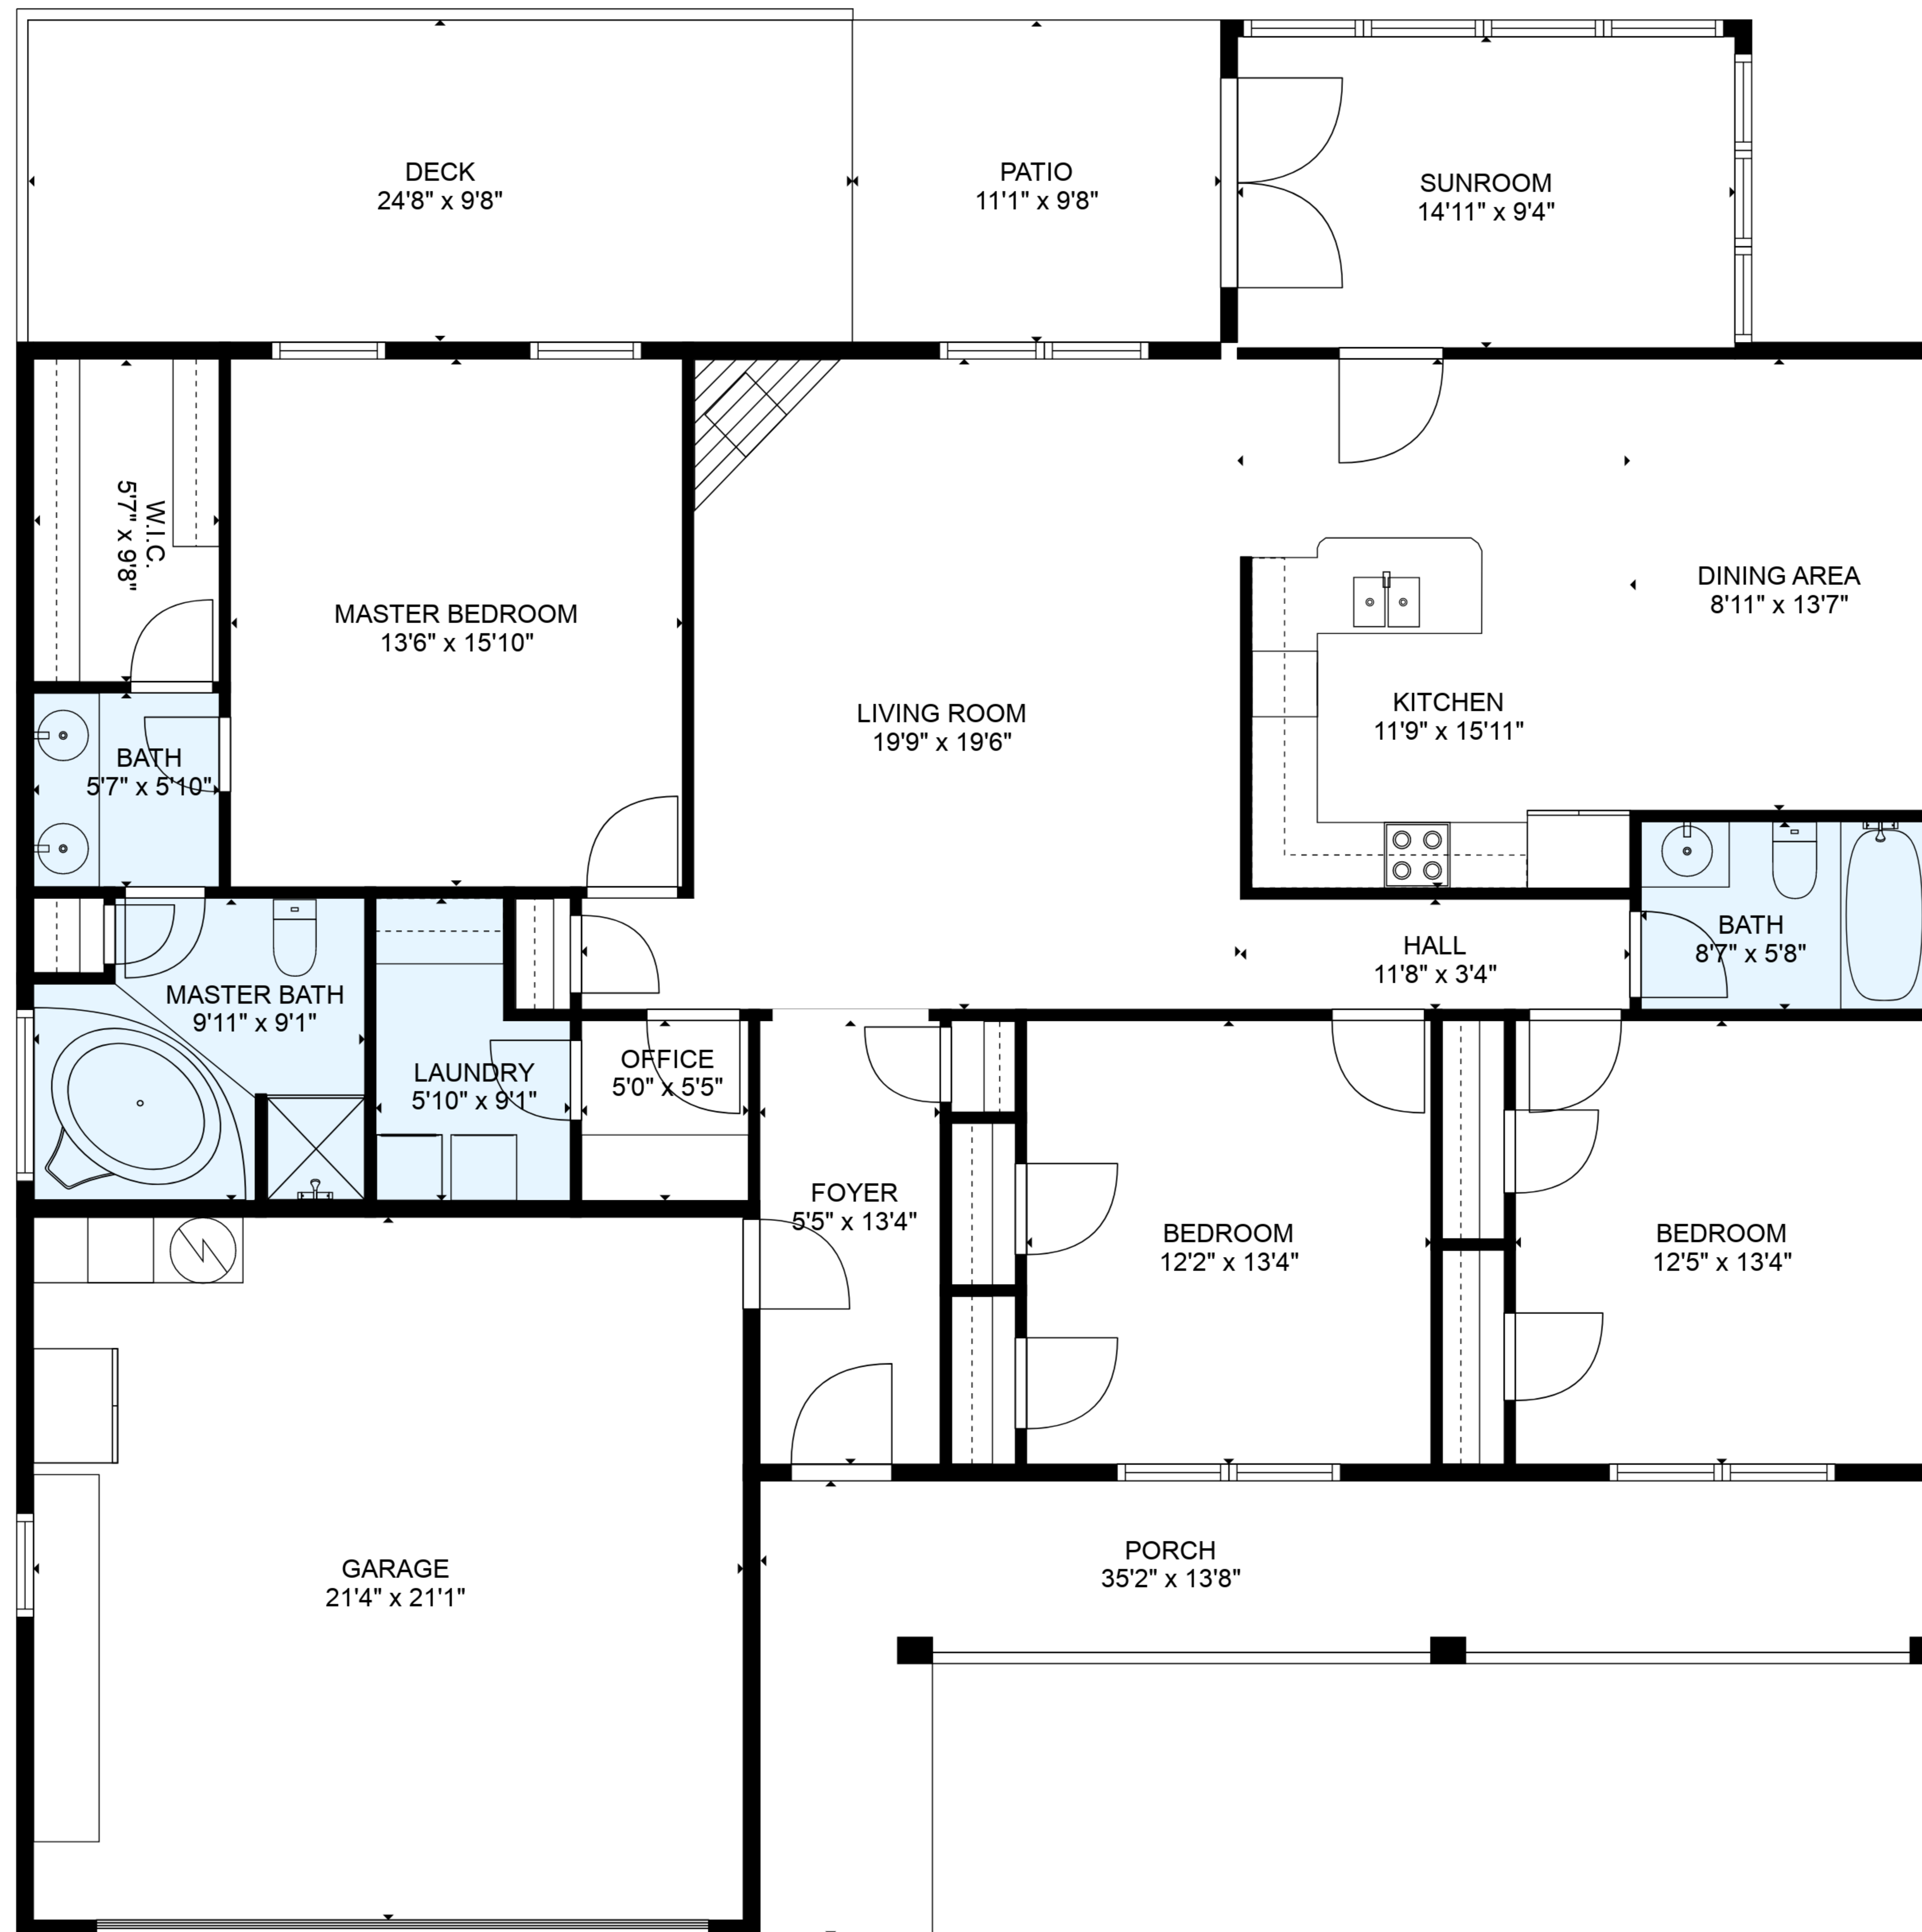 DECK
24'8" x 9'8"
PATIO
11'1" x 9'8"
SUNROOM
14'11" x 9'4"
W.I.C.
5'7" x 9'8"
MASTER BEDROOM
13'6" x 15'10"
LIVING ROOM
19'9" x 19'6"
KITCHEN
11'9" x 15'11"
DINING AREA
8'11" x 13'7"
BATH
5'7" x 5'10"
HALL
11'8" x 3'4"
BATH
8'7" x 5'8"
MASTER BATH
9'11" x 9'1"
LAUNDRY
5'10" x 9'1"
OFFICE
5'0" x 5'5"
FOYER
5'5" x 13'4"
BEDROOM
12'2" x 13'4"
BEDROOM
12'5" x 13'4"
GARAGE
21'4" x 21'1"
PORCH
35'2" x 13'8"